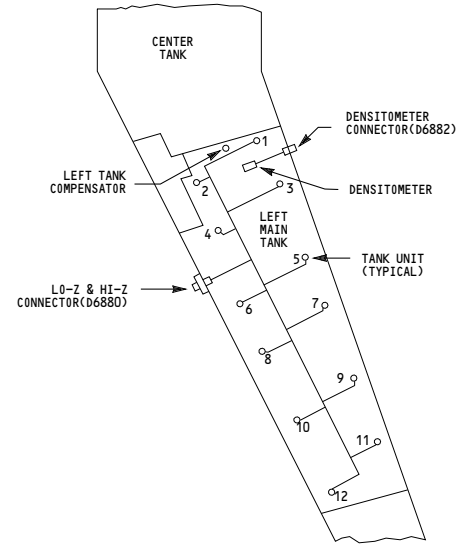 CENTER
TANK
DENSITOMETER
CONNECTOR(D6882)
1
LEFT TANK
COMPENSATOR
2
DENSITOMETER
3
LEFT
MAIN
TANK
4
5
TANK UNIT
(TYPICAL)
LO-Z & HI-Z
CONNECTOR(D6880)
6
7
8
9
10
11
12